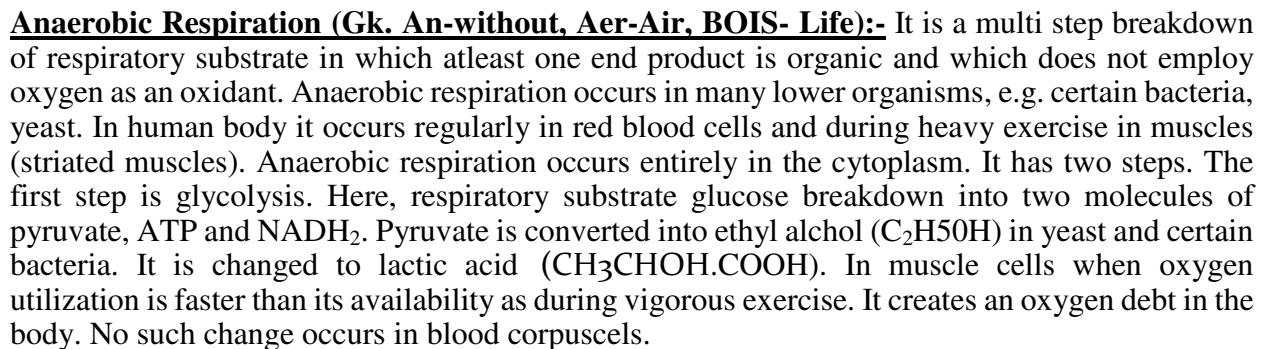 Anaerobic Respiration (Gk. An-without, Aer-Air, BOIS- Life):- It is a multi step breakdown
of respiratory substrate in which atleast one end product is organic and which does not employ
oxygen as an oxidant. Anaerobic respiration occurs in many lower organisms, e.g. certain bacteria,
yeast. In human body it occurs regularly in red blood cells and during heavy exercise in muscles
(striated muscles). Anaerobic respiration occurs entirely in the cytoplasm. It has two steps. The
first step is glycolysis. Here, respiratory substrate glucose breakdown into two molecules of
pyruvate, ATP and NADH₂. Pyruvate is converted into ethyl alchol (C₂H50H) in yeast and certain
bacteria. It is changed to lactic acid (CH3CHOH.COOH). In muscle cells when oxygen
utilization is faster than its availability as during vigorous exercise. It creates an oxygen debt in the
body. No such change occurs in blood corpuscels.